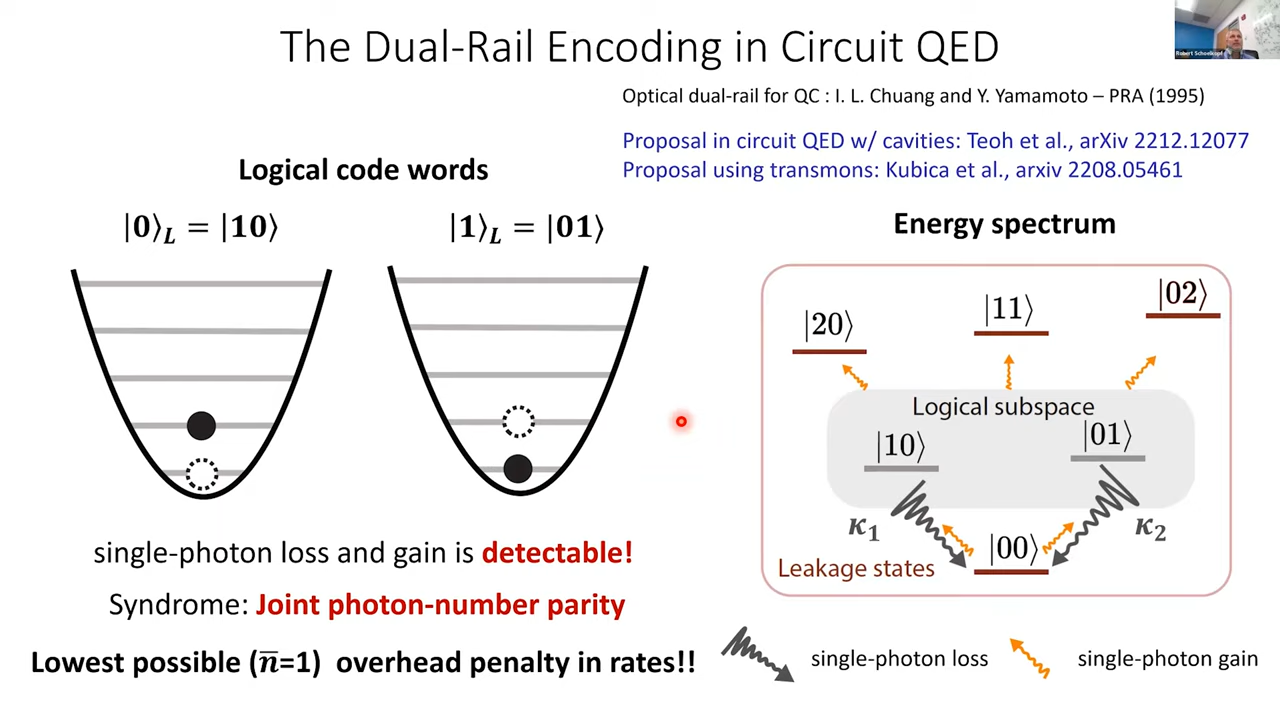 The Dual-Rail Encoding in Circuit QED
Robert Schoelkopf
Optical dual-rail for QC : I. L. Chuang and Y. Yamamoto – PRA (1995)
Proposal in circuit QED w/ cavities: Teoh et al., arXiv 2212.12077
Proposal using transmons: Kubica et al., arxiv 2208.05461
Logical code words
|0⟩L = |10⟩
|1⟩L = |01⟩
single-photon loss and gain is detectable!
Syndrome: Joint photon-number parity
Lowest possible (n̅=1) overhead penalty in rates!!
Energy spectrum
|20⟩
|11⟩
|02⟩
Logical subspace
|10⟩
|01⟩
κ1
κ2
|00⟩
Leakage states
single-photon loss
single-photon gain